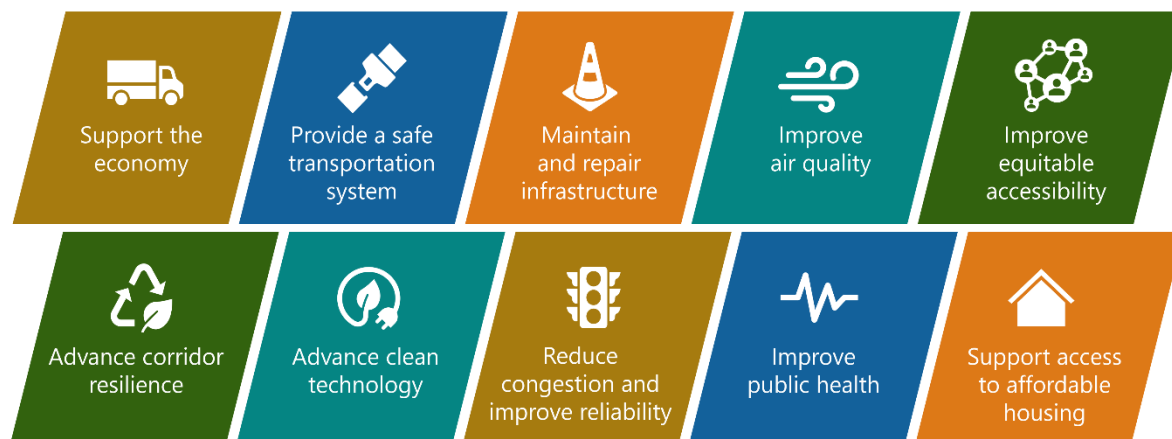 Support the
economy
Provide a safe
transportation
system
Maintain
and repair
infrastructure
Improve
air quality
Improve
equitable
accessibility
Advance corridor
resilience
Advance clean
technology
Reduce
congestion and
improve reliability
Improve
public health
Support access
to affordable
housing